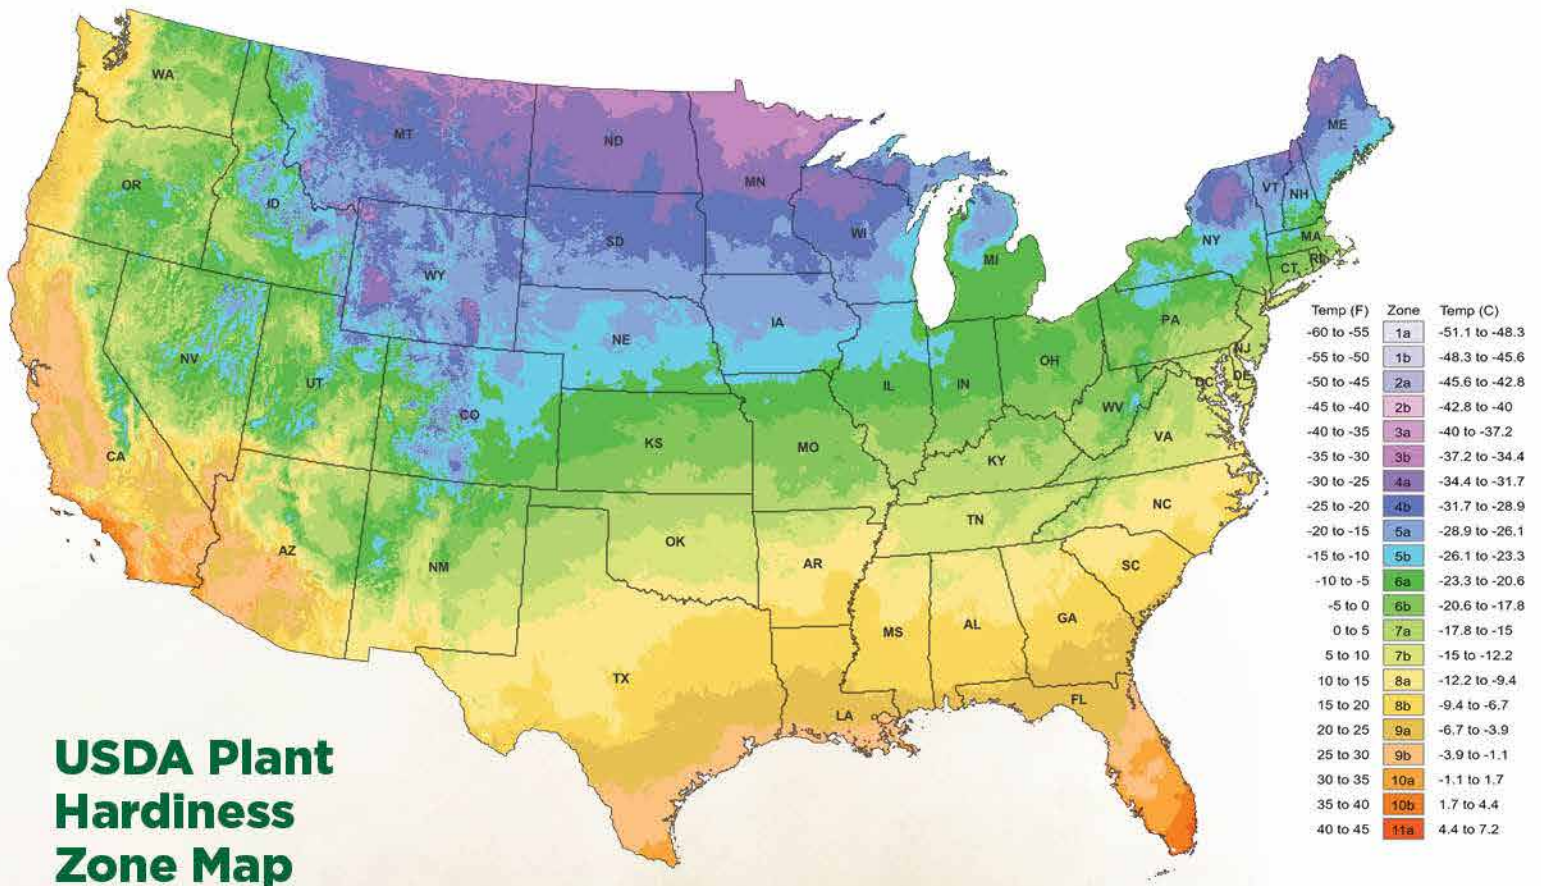 WA
MT
ND
ME
MN
OR
VT
NH
ID
WI
SD
NY
MA
MI
RI
WY
CT
PA
IA
NE
NV
UT
OH
NJ
IL
IN
DC
DE
CO
WV
KS
MO
VA
CA
KY
NC
TN
OK
AZ
NM
AR
SC
MS
AL
GA
TX
FL
LA
Temp (F) Zone Temp (C)
-60 to -55 1a -51.1 to -48.3
-55 to -50 1b -48.3 to -45.6
-50 to -45 2a -45.6 to -42.8
-45 to -40 2b -42.8 to -40
-40 to -35 3a -40 to -37.2
-35 to -30 3b -37.2 to -34.4
-30 to -25 4a -34.4 to -31.7
-25 to -20 4b -31.7 to -28.9
-20 to -15 5a -28.9 to -26.1
-15 to -10 5b -26.1 to -23.3
-10 to -5 6a -23.3 to -20.6
-5 to 0 6b -20.6 to -17.8
0 to 5 7a -17.8 to -15
5 to 10 7b -15 to -12.2
10 to 15 8a -12.2 to -9.4
15 to 20 8b -9.4 to -6.7
20 to 25 9a -6.7 to -3.9
25 to 30 9b -3.9 to -1.1
30 to 35 10a -1.1 to 1.7
35 to 40 10b 1.7 to 4.4
40 to 45 11a 4.4 to 7.2
USDA Plant
Hardiness
Zone Map